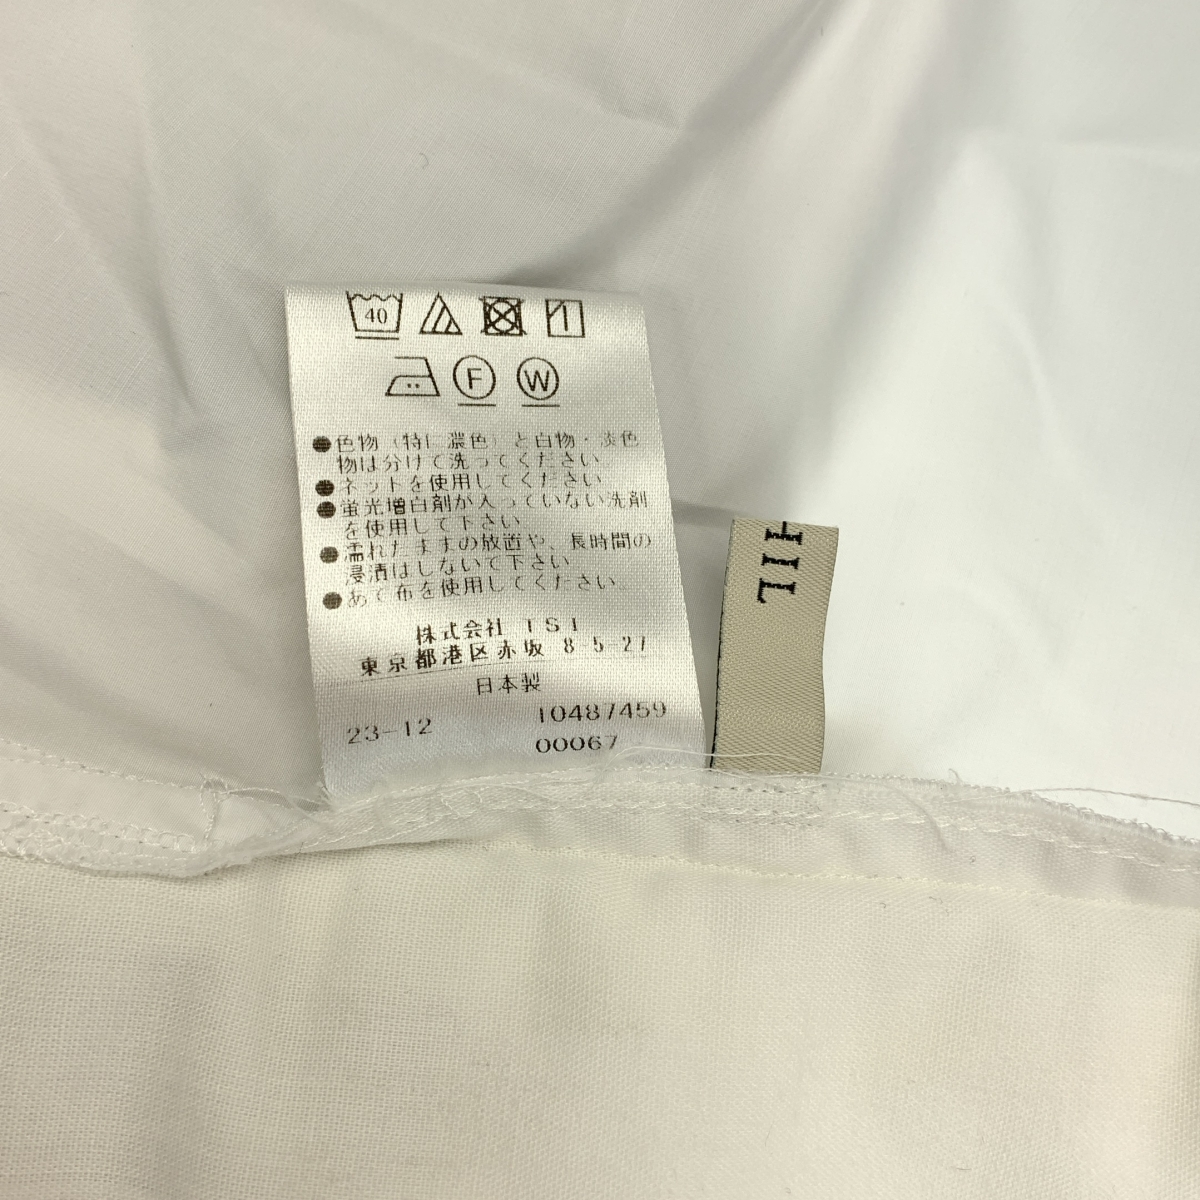 40
F W
●色物(特に濃色)と白物・淡色
物は分けて洗ってください
●ネットを使用してください
●蛍光増白剤が入っていない洗剤
を使用して下さい
●濡れたままの放置や、長時間の
浸漬はしないで下さい
●あて布を使用してください。
株式会社 TSI
東京都港区赤坂 8-5-27
日本製
23-12 10487459
00067